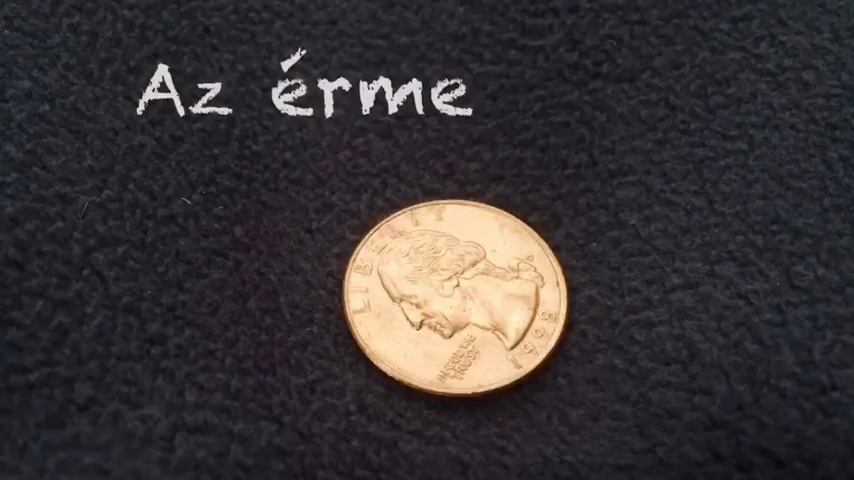 Az érme
LIBERTY
IN GOD WE
TRUST
1998